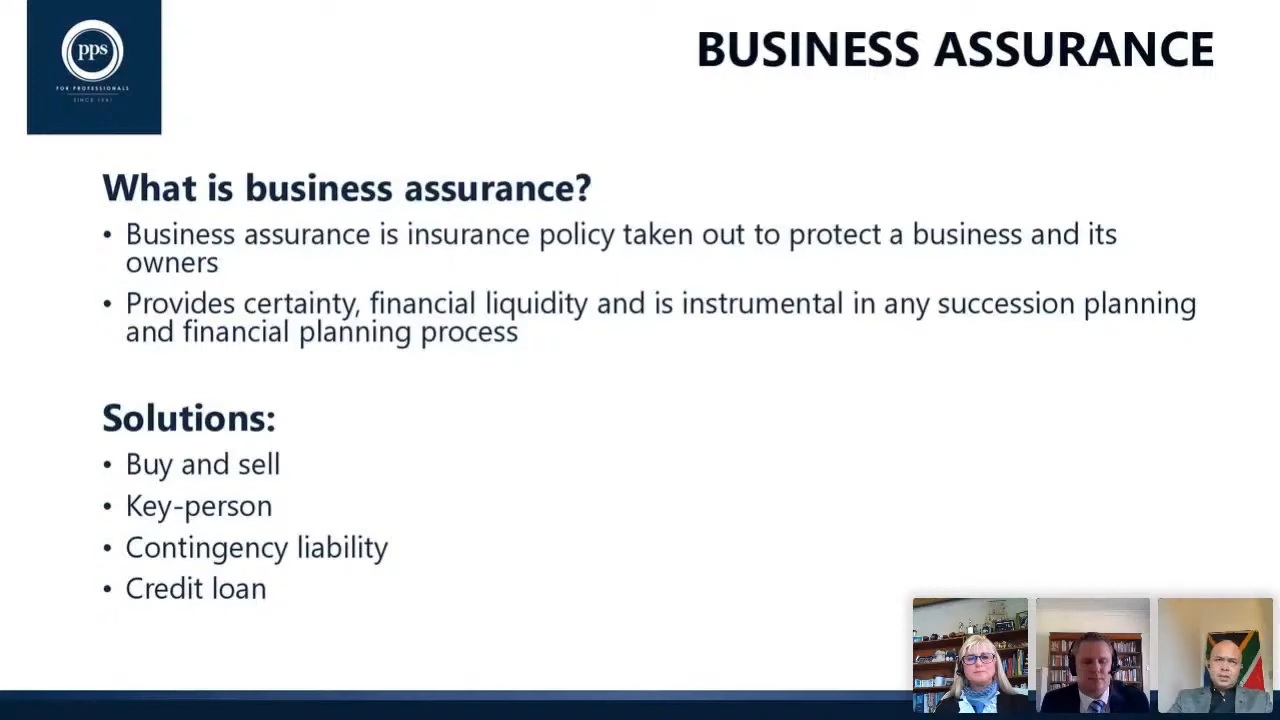 pps
FOR PROFESSIONALS
BUSINESS ASSURANCE
What is business assurance?
• Business assurance is insurance policy taken out to protect a business and its
owners
• Provides certainty, financial liquidity and is instrumental in any succession planning
and financial planning process
Solutions:
• Buy and sell
• Key-person
• Contingency liability
• Credit loan